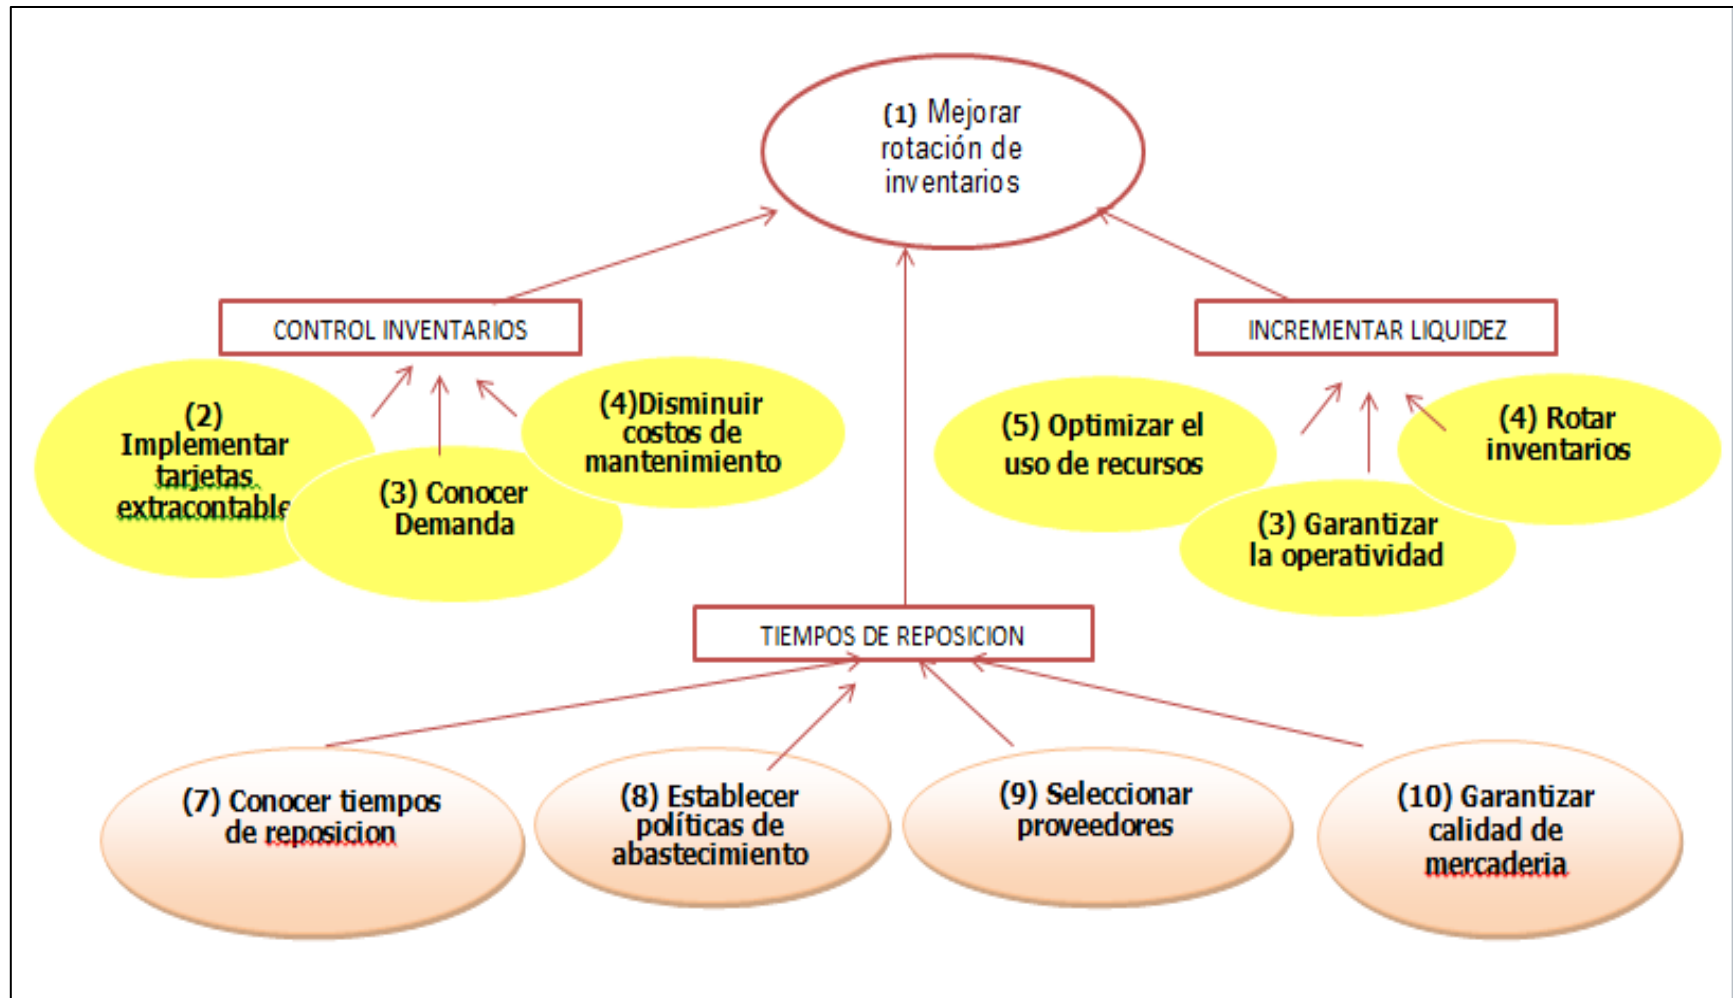 (1) Mejorar
rotación de
inventarios
CONTROL INVENTARIOS
INCREMENTAR LIQUIDEZ
(2)
Implementar
tarjetas
extracontable
(3) Conocer
Demanda
(4)Disminuir
costos de
mantenimiento
(5) Optimizar el
uso de recursos
(3) Garantizar
la operatividad
(4) Rotar
inventarios
TIEMPOS DE REPOSICION
(7) Conocer tiempos
de reposicion
(8) Establecer
políticas de
abastecimiento
(9) Seleccionar
proveedores
(10) Garantizar
calidad de
mercaderia